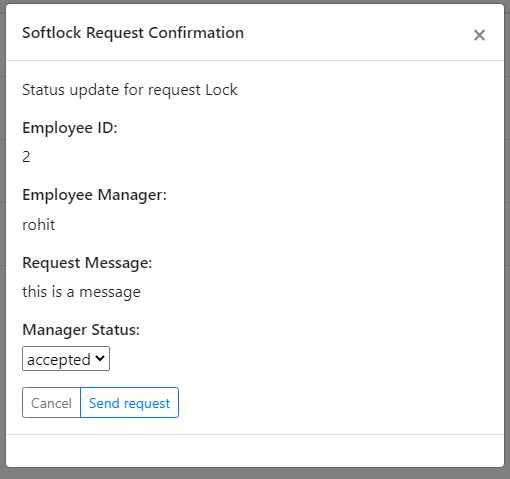 Softlock Request Confirmation
×
Status update for request Lock
Employee ID:
2
Employee Manager:
rohit
Request Message:
this is a message
Manager Status:
accepted
Cancel Send request